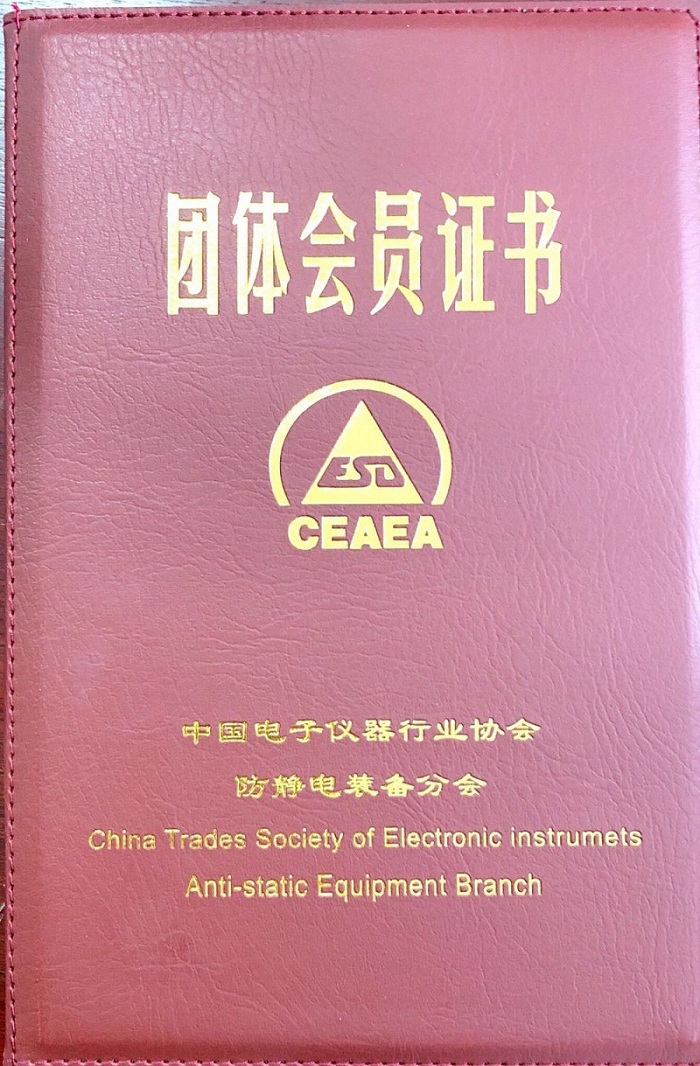 团体会员证书
ESD
CEAEA
中国电子仪器行业协会
防静电装备分会
China Trades Society of Electronic instrumets
Anti-static Equipment Branch